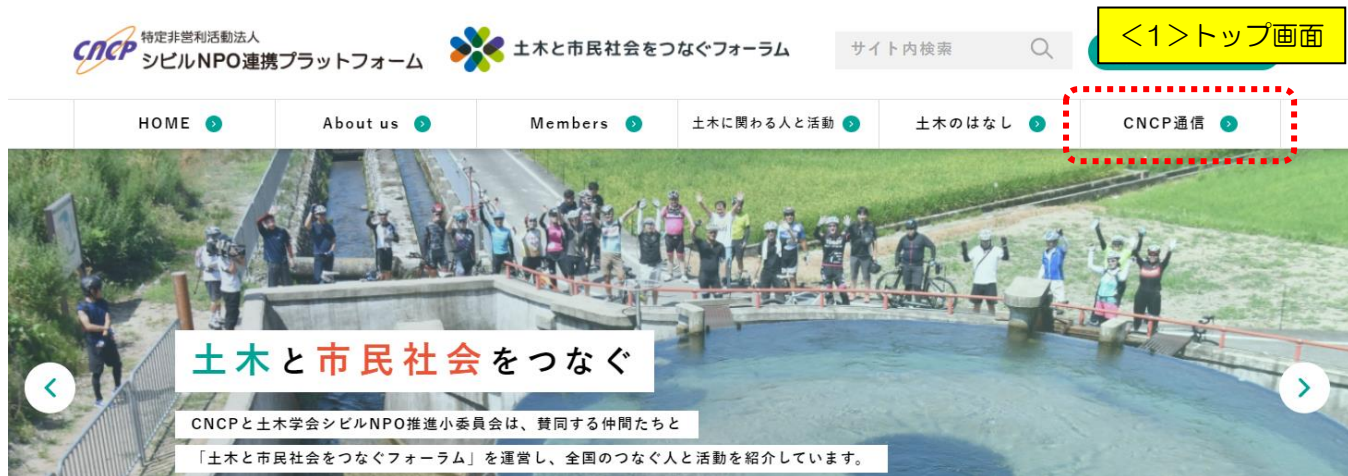 cncp 特定非営利活動法人
シビルNPO連携プラットフォーム
土木と市民社会をつなぐフォーラム
サイト内検索
<1>トップ画面
HOME
About us
Members
土木に関わる人と活動
土木のはなし
CNCP通信
土木と市民社会をつなぐ
CNCPと土木学会シビルNPO推進小委員会は、賛同する仲間たちと
「土木と市民社会をつなぐフォーラム」を運営し、全国のつなぐ人と活動を紹介しています。